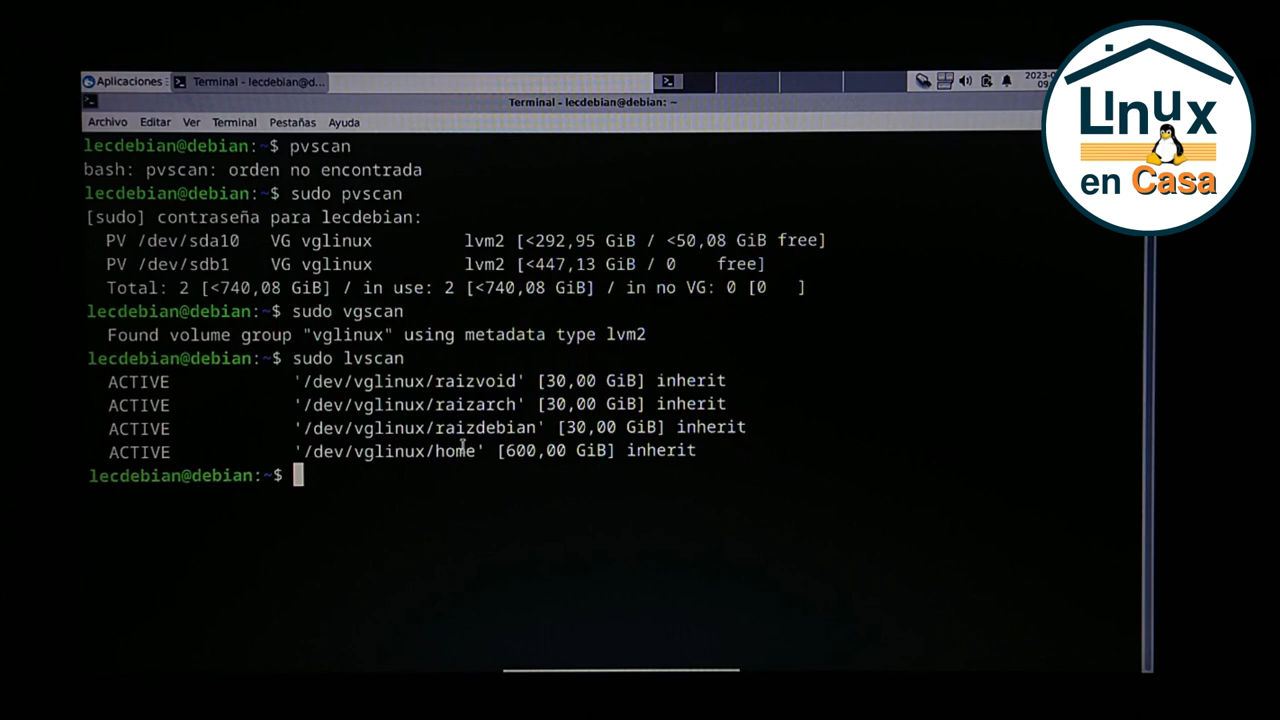 Aplicaciones
Terminal - lecdebian@d...
2023-0
09
Terminal - lecdebian@debian: ~
Archivo Editar Ver Terminal Pestañas Ayuda
lecdebian@debian:~$ pvscan
bash: pvscan: orden no encontrada
lecdebian@debian:~$ sudo pvscan
[sudo] contraseña para lecdebian:
PV /dev/sda10 VG vglinux lvm2 [<292,95 GiB / <50,08 GiB free]
PV /dev/sdb1 VG vglinux lvm2 [<447,13 GiB / 0 free]
Total: 2 [<740,08 GiB] / in use: 2 [<740,08 GiB] / in no VG: 0 [0 ]
lecdebian@debian:~$ sudo vgscan
Found volume group "vglinux" using metadata type lvm2
lecdebian@debian:~$ sudo lvscan
ACTIVE '/dev/vglinux/raizvoid' [30,00 GiB] inherit
ACTIVE '/dev/vglinux/raizarch' [30,00 GiB] inherit
ACTIVE '/dev/vglinux/raizdebian' [30,00 GiB] inherit
ACTIVE '/dev/vglinux/home' [600,00 GiB] inherit
lecdebian@debian:~$
LInux
en Casa